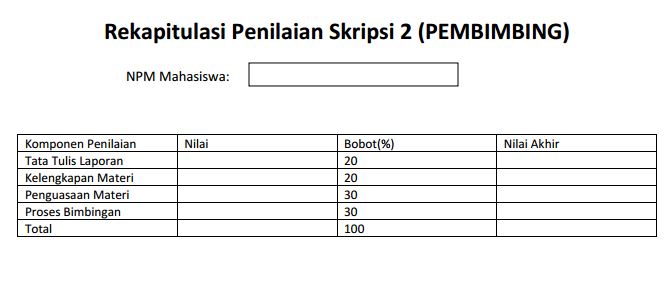 Rekapitulasi Penilaian Skripsi 2 (PEMBIMBING)
NPM Mahasiswa:
Komponen Penilaian Nilai Bobot(%) Nilai Akhir
Tata Tulis Laporan 20
Kelengkapan Materi 20
Penguasaan Materi 30
Proses Bimbingan 30
Total 100